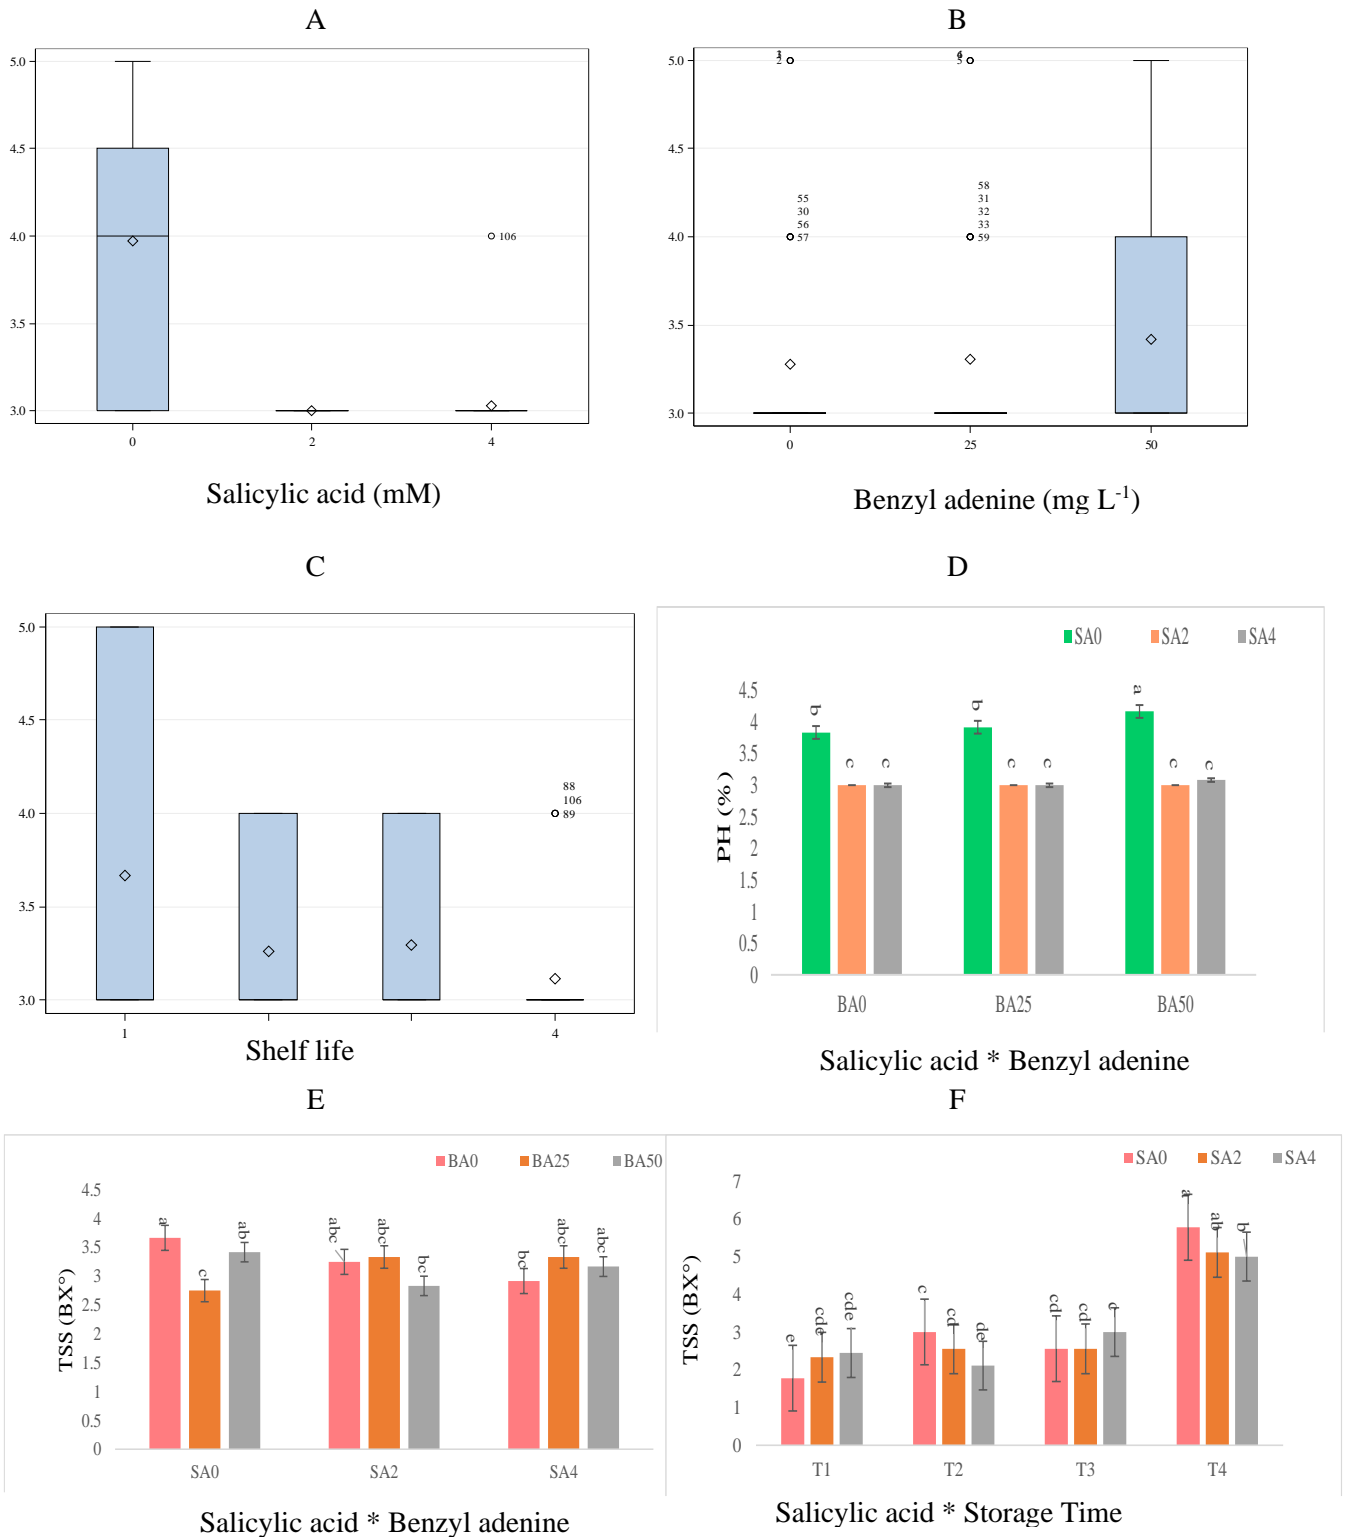 A
5.0
4.5
4.0
3.5
3.0
106
0
2
4
Salicylic acid (mM)
B
5.0
4.5
4.0
3.5
3.0
2
5
55
30
56
57
58
31
32
33
59
0
25
50
Benzyl adenine (mg L-1)
C
5.0
4.5
4.0
3.5
3.0
88
106
89
1
4
Shelf life
D
SA0 SA2 SA4
PH (%)
4.5
4
3.5
3
2.5
2
1.5
1
0.5
0
b c c
b c c
a c c
BA0 BA25 BA50
Salicylic acid * Benzyl adenine
E
BA0 BA25 BA50
TSS (BX°)
4.5
4
3.5
3
2.5
2
1.5
1
0.5
0
a c ab
abc abc bc
bc abc abc
SA0 SA2 SA4
Salicylic acid * Benzyl adenine
F
SA0 SA2 SA4
TSS (BX°)
7
6
5
4
3
2
1
0
e cde cde
c cd de
cd cd c
a ab b
T1 T2 T3 T4
Salicylic acid * Storage Time